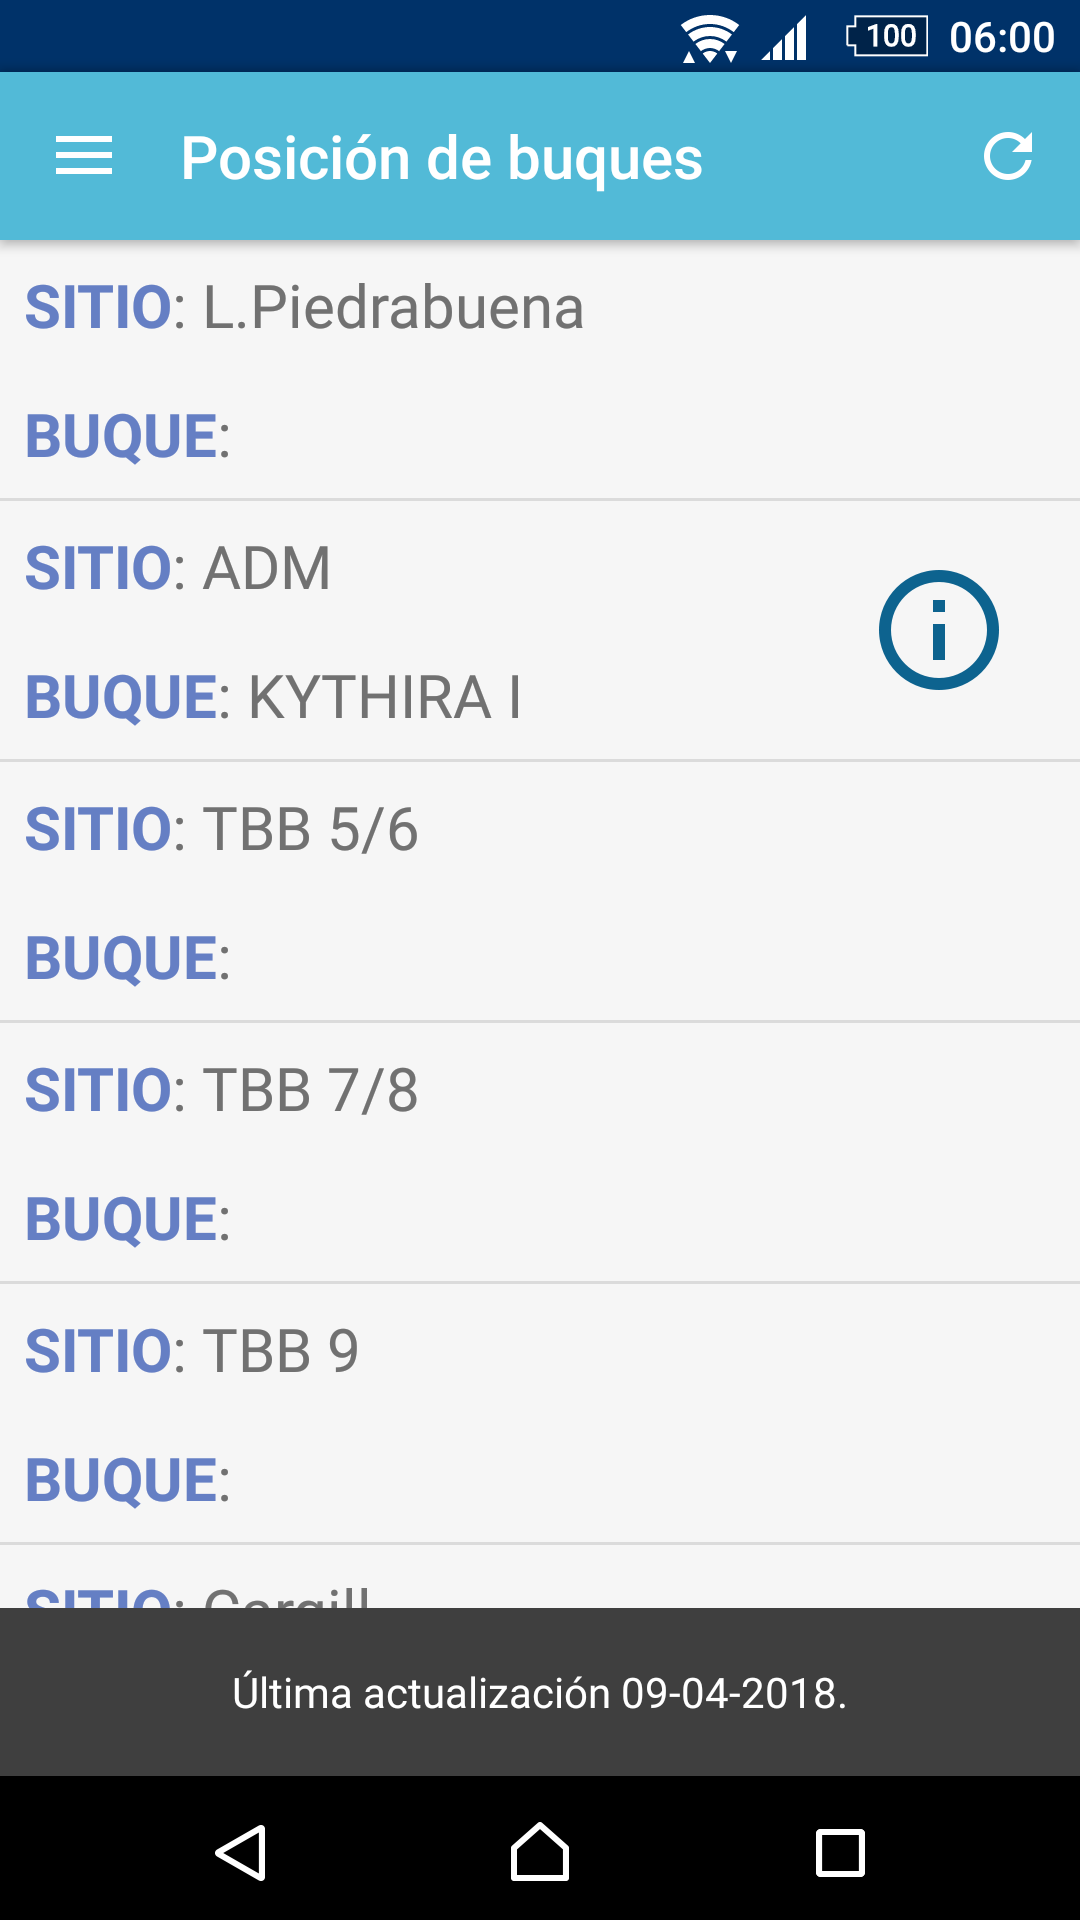 100 06:00
Posición de buques
SITIO: L.Piedrabuena
BUQUE:
SITIO: ADM
BUQUE: KYTHIRA I
SITIO: TBB 5/6
BUQUE:
SITIO: TBB 7/8
BUQUE:
SITIO: TBB 9
BUQUE:
SITIO: Cargill
Última actualización 09-04-2018.